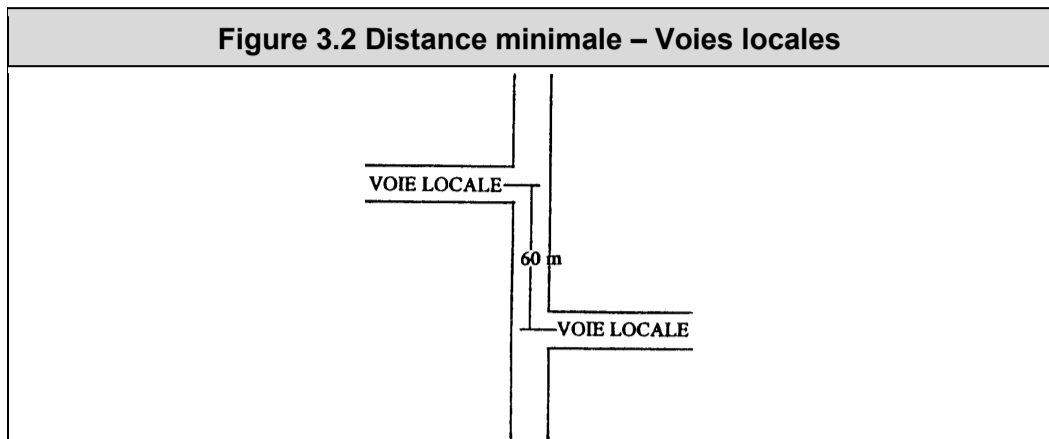 Figure 3.2 Distance minimale – Voies locales
VOIE LOCALE
60 m
VOIE LOCALE